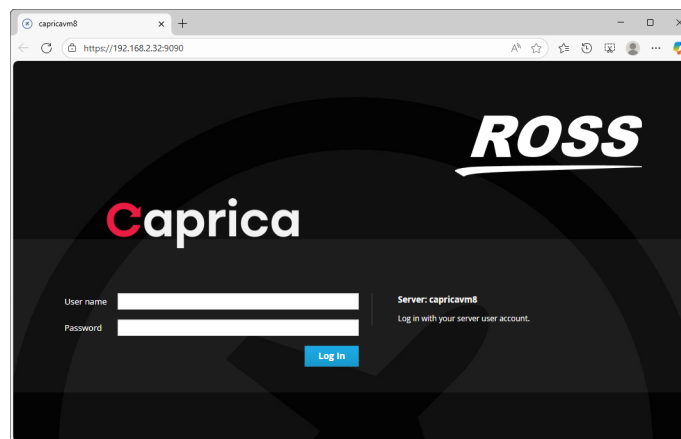 capricavm8
https://192.168.2.32:9090
ROSS
Caprica
User name
Password
Log In
Server: capricavm8
Log in with your server user account.